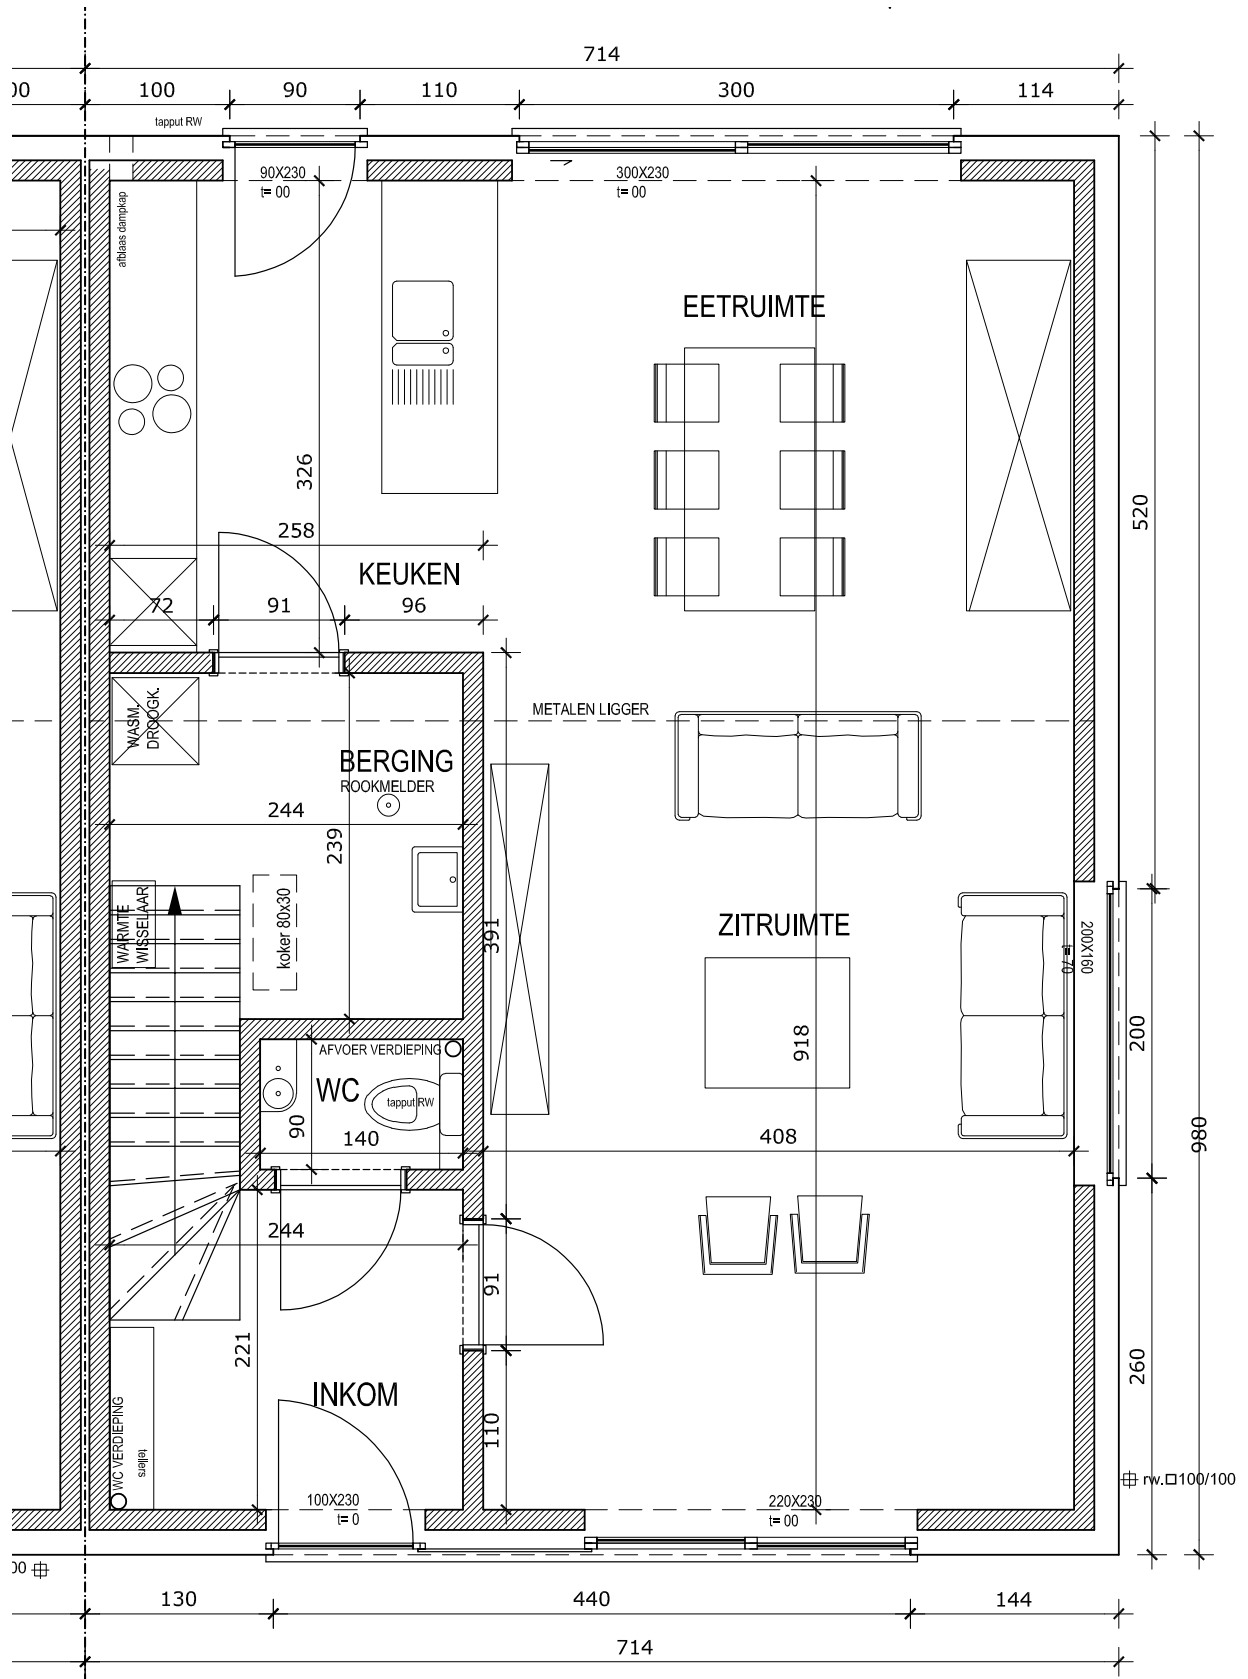 714
00
100
90
110
300
114
tapput RW
90X230
t= 00
300X230
t= 00
afblaas dampkap
EETRUIMTE
326
520
258
KEUKEN
72
91
96
METALEN LIGGER
WASM.
DROOGK.
BERGING
ROOKMELDER
244
239
WARMTE
WISSELAAR
koker 80x30
391
ZITRUIMTE
200X160
t= 70
918
200
AFVOER VERDIEPING
WC
tapput RW
90
140
408
980
244
91
221
260
INKOM
110
WC VERDIEPING
tellers
rw.□100/100
100X230
t= 0
220X230
t= 00
00
130
440
144
714